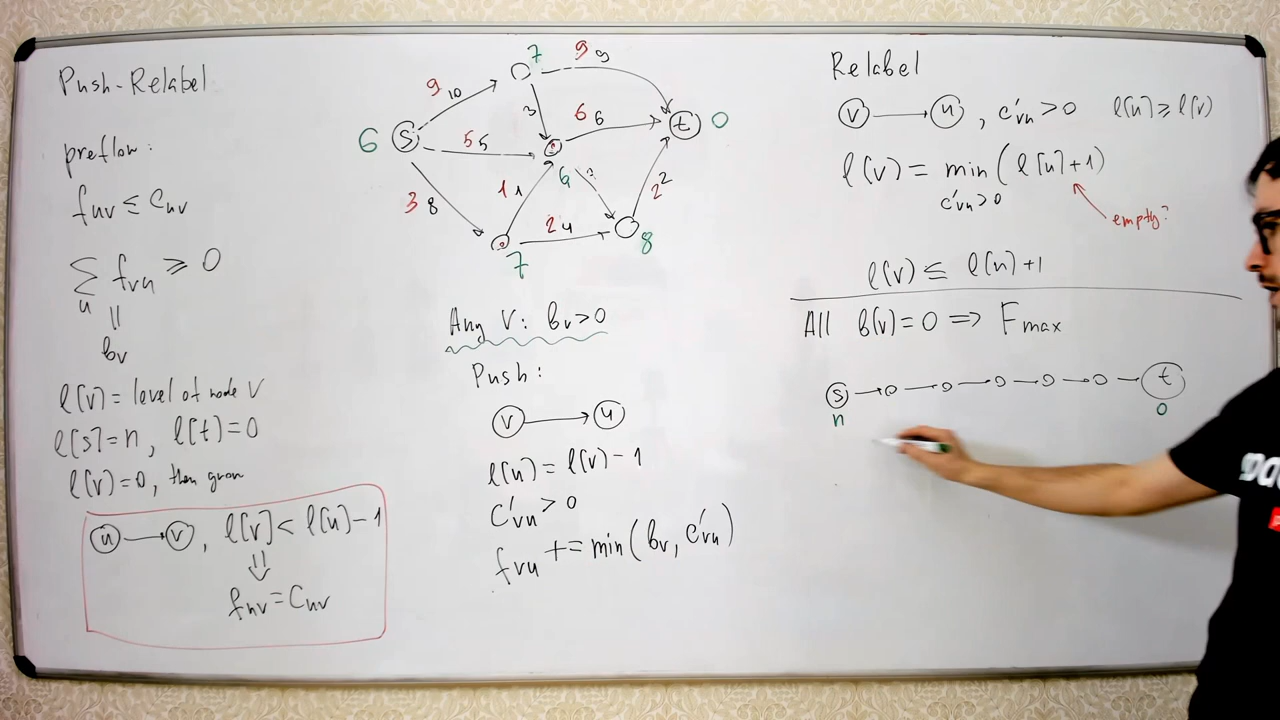 Push-Relabel
preflow:
f_uv ≤ c_uv
∑_u f_vu ≥ 0
||
b_v
l(v) = level of node V
l[s]=n, l[t]=0
l[v]=0, then grow
u → v, l[v] < l[u]-1
⇓
f_uv = c_uv
7
9 9
9 10
3
6 s
5 5
6 6
t 0
6
?
1 1
3 8
2 2
2 4
8
7
Any V: b_v>0
Push:
v → u
l[u] = l[v] - 1
c'_vu > 0
f_vu += min(b_v, c'_vu)
Relabel
v → u, c'_vu > 0 l[u] ≥ l[v]
l(v) = min (l[u]+1)
c'_vu>0
empty?
l(v) ≤ l(u)+1
All b(v)=0 ⇒ F max
s t
n 0